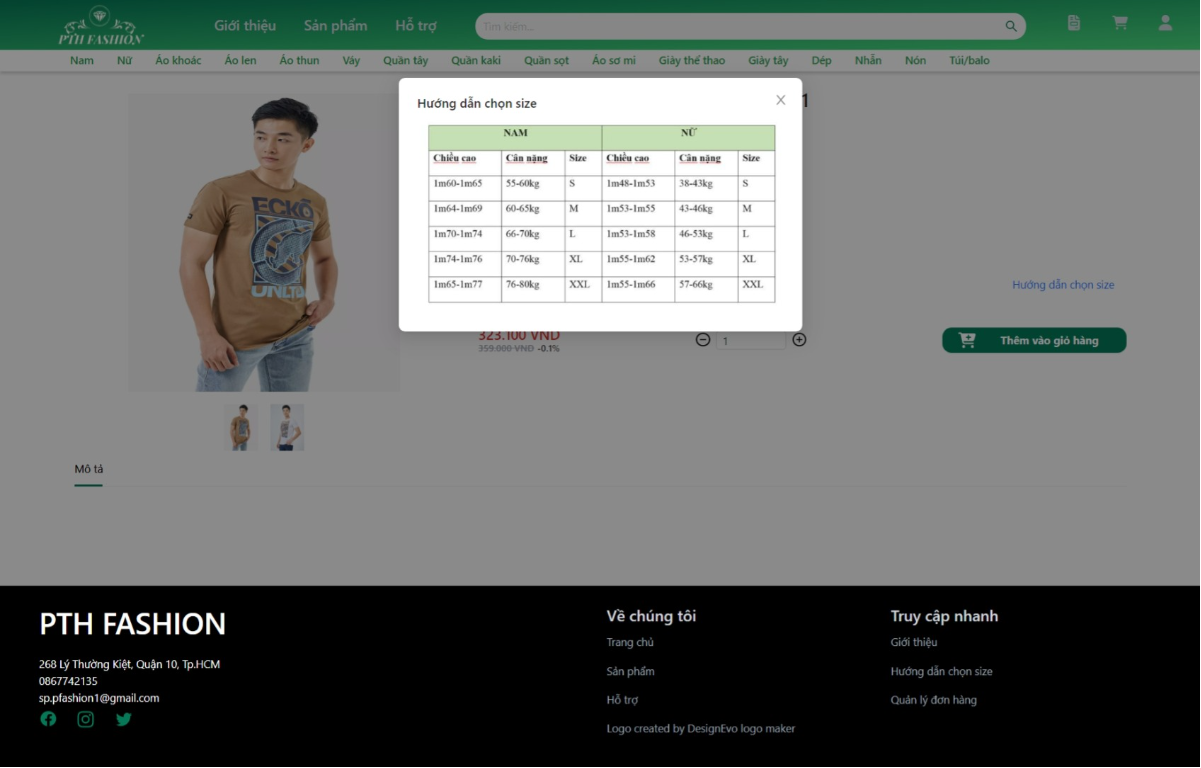 PTH FASHION
Giới thiệu Sản phẩm Hỗ trợ Tìm kiếm...
Nam Nữ Áo khoác Áo len Áo thun Váy Quần tây Quần kaki Quần sọt Áo sơ mi Giày thể thao Giày tây Dép Nhẫn Nón Túi/balo
Hướng dẫn chọn size
1
NAM NỮ
Chiều cao Cân nặng Size Chiều cao Cân nặng Size
1m60-1m65 55-60kg S 1m48-1m53 38-43kg S
1m64-1m69 60-65kg M 1m53-1m55 43-46kg M
1m70-1m74 66-70kg L 1m53-1m58 46-53kg L
1m74-1m76 70-76kg XL 1m55-1m62 53-57kg XL
1m65-1m77 76-80kg XXL 1m55-1m66 57-66kg XXL
ECKŌ
UNLTD
Hướng dẫn chọn size
323.100 VND
359.000 VND -0.1%
1
Thêm vào giỏ hàng
Mô tả
PTH FASHION
268 Lý Thường Kiệt, Quận 10, Tp.HCM
0867742135
sp.pfashion1@gmail.com
Về chúng tôi
Trang chủ
Sản phẩm
Hỗ trợ
Logo created by DesignEvo logo maker
Truy cập nhanh
Giới thiệu
Hướng dẫn chọn size
Quản lý đơn hàng